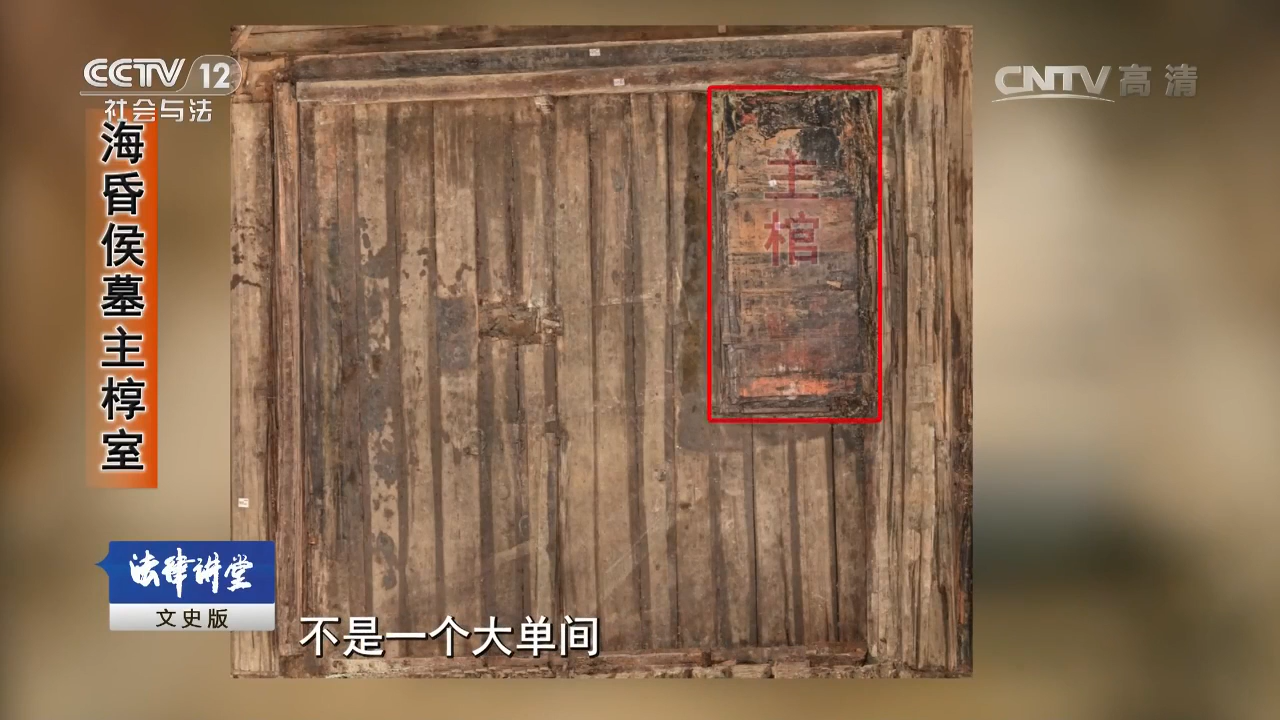 CCTV 12
社会与法
CNTV 高清
海昏侯墓主椁室
主棺
法律讲堂
文史版
不是一个大单间